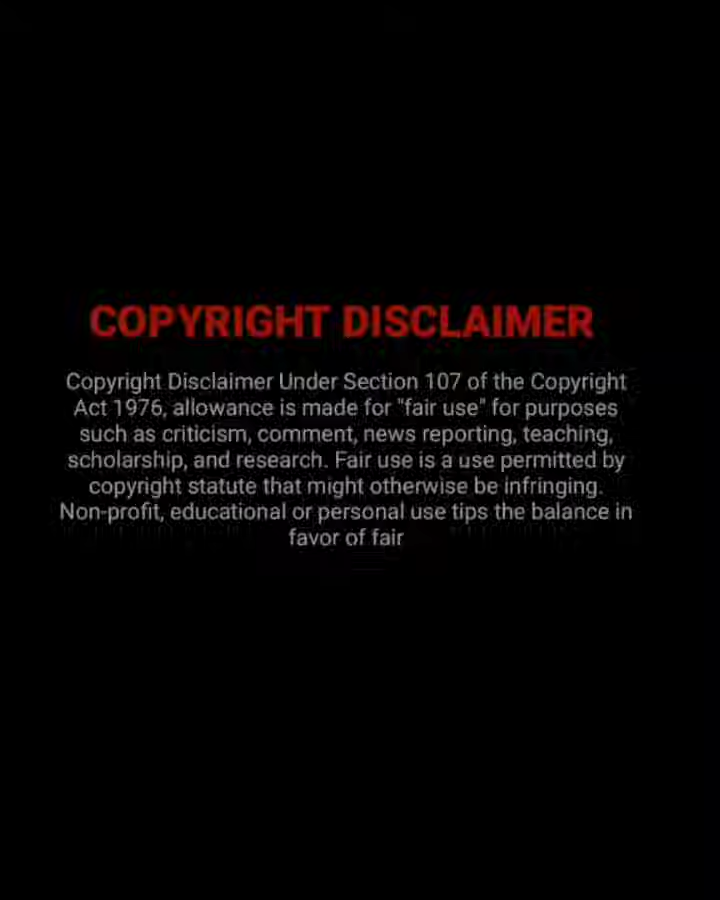 COPYRIGHT DISCLAIMER
Copyright Disclaimer Under Section 107 of the Copyright
Act 1976, allowance is made for "fair use" for purposes
such as criticism, comment, news reporting, teaching,
scholarship, and research. Fair use is a use permitted by
copyright statute that might otherwise be infringing.
Non-profit, educational or personal use tips the balance in
favor of fair